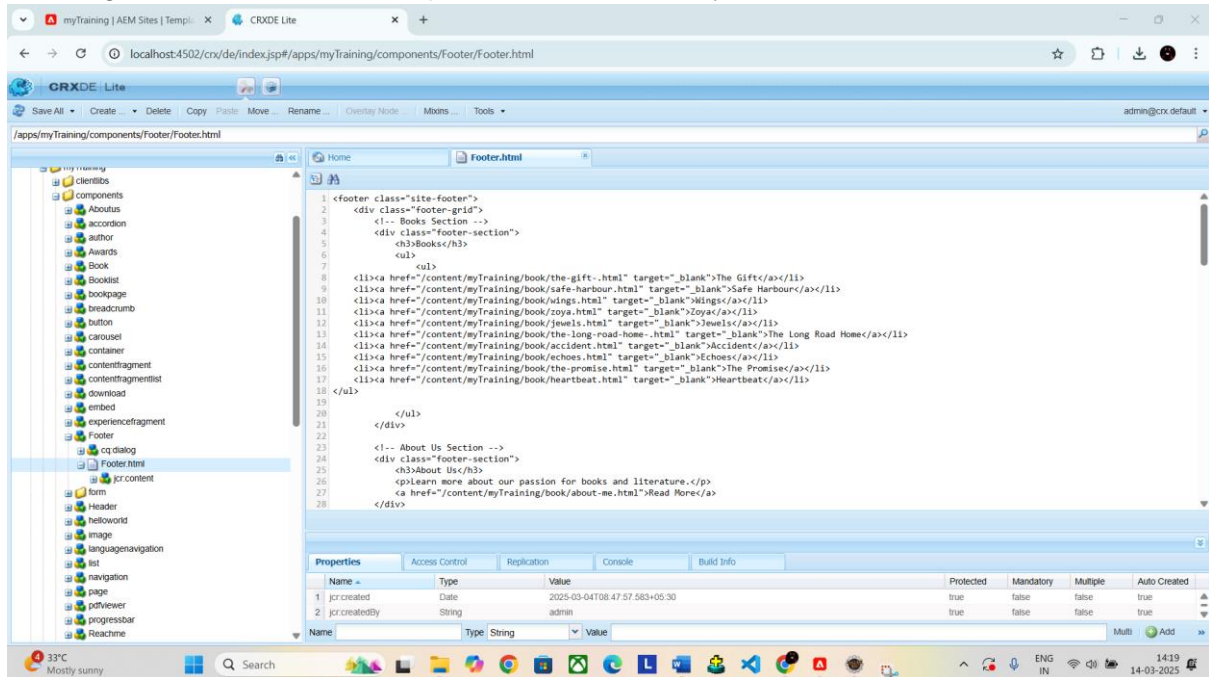 myTraining | AEM Sites | Templ
CRXDE Lite
localhost:4502/crx/de/index.jsp#/apps/myTraining/components/Footer/Footer.html
CRXDE Lite
Save All Create ... Delete Copy Paste Move ... Rename ... Overlay Node ... Mixins ... Tools admin@crx.default
/apps/myTraining/components/Footer/Footer.html
Home Footer.html
myTraining
clientlibs
components
Aboutus
accordion
author
Awards
Book
Booklist
bookpage
breadcrumb
button
carousel
container
contentfragment
contentfragmentlist
download
embed
experiencefragment
Footer
cq:dialog
Footer.html
jcr:content
form
Header
helloworld
image
languagenavigation
list
navigation
page
pdfviewer
progressbar
Reachme
1 <footer class="site-footer">
2 <div class="footer-grid">
3 <!-- Books Section -->
4 <div class="footer-section">
5 <h3>Books</h3>
6 <ul>
7 <ul>
8 <li><a href="/content/myTraining/book/the-gift-.html" target="_blank">The Gift</a></li>
9 <li><a href="/content/myTraining/book/safe-harbour.html" target="_blank">Safe Harbour</a></li>
10 <li><a href="/content/myTraining/book/wings.html" target="_blank">Wings</a></li>
11 <li><a href="/content/myTraining/book/zoya.html" target="_blank">Zoya</a></li>
12 <li><a href="/content/myTraining/book/jewels.html" target="_blank">Jewels</a></li>
13 <li><a href="/content/myTraining/book/the-long-road-home-.html" target="_blank">The Long Road Home</a></li>
14 <li><a href="/content/myTraining/book/accident.html" target="_blank">Accident</a></li>
15 <li><a href="/content/myTraining/book/echoes.html" target="_blank">Echoes</a></li>
16 <li><a href="/content/myTraining/book/the-promise.html" target="_blank">The Promise</a></li>
17 <li><a href="/content/myTraining/book/heartbeat.html" target="_blank">Heartbeat</a></li>
18 </ul>
19
20 </ul>
21 </div>
22
23 <!-- About Us Section -->
24 <div class="footer-section">
25 <h3>About Us</h3>
26 <p>Learn more about our passion for books and literature.</p>
27 <a href="/content/myTraining/book/about-me.html">Read More</a>
28 </div>
Properties Access Control Replication Console Build Info
Name Type Value Protected Mandatory Multiple Auto Created
1 jcr:created Date 2025-03-04T08:47:57.583+05:30 true false false true
2 jcr:createdBy String admin true false false true
Name Type String Value Multi Add
33°C
Mostly sunny
Search
ENG
IN
14:19
14-03-2025